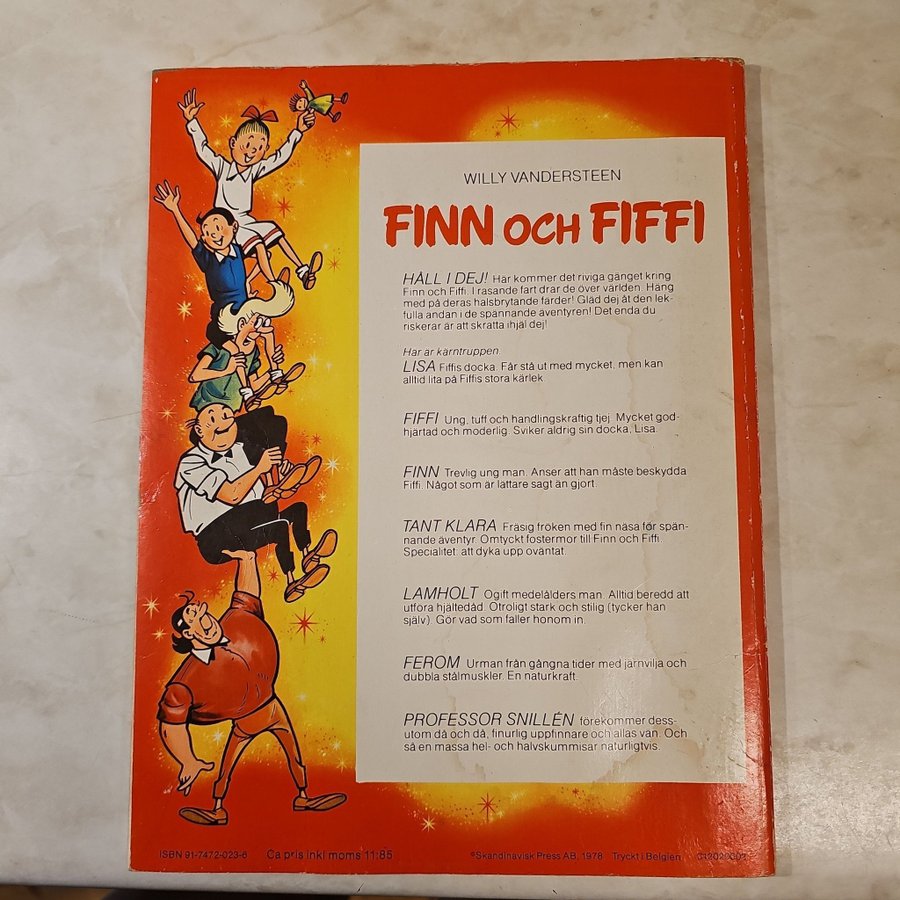 WILLY VANDERSTEEN
FINN OCH FIFFI
HÅLL I DEJ! Här kommer det riviga gänget kring
Finn och Fiffi. I rasande fart drar de över världen. Häng
med på deras halsbrytande färder! Gläd dej åt den lek-
fulla andan i de spännande äventyren! Det enda du
riskerar är att skratta ihjäl dej!
Här är kärntruppen.
LISA Fiffis docka. Får stå ut med mycket, men kan
alltid lita på Fiffis stora kärlek.
FIFFI Ung, tuff och handlingskraftig tjej. Mycket god-
hjärtad och moderlig. Sviker aldrig sin docka, Lisa.
FINN Trevlig ung man. Anser att han måste beskydda
Fiffi. Något som är lättare sagt än gjort.
TANT KLARA Fräsig fröken med fin näsa för spän-
nande äventyr. Omtyckt fostermor till Finn och Fiffi.
Specialitet: att dyka upp oväntat.
LAMHOLT Ogift medelålders man. Alltid beredd att
utföra hjältedåd. Otroligt stark och stilig (tycker han
själv). Gör vad som faller honom in.
FEROM Urman från gångna tider med järnvilja och
dubbla stålmuskler. En naturkraft.
PROFESSOR SNILLÉN förekommer dess-
utom då och då, finurlig uppfinnare och allas vän. Och
så en massa hel- och halvskummisar naturligtvis.
ISBN 91-7472-023-6 Ca pris inkl moms 11:85 ©Skandinavisk Press AB, 1978 Tryckt i Belgien